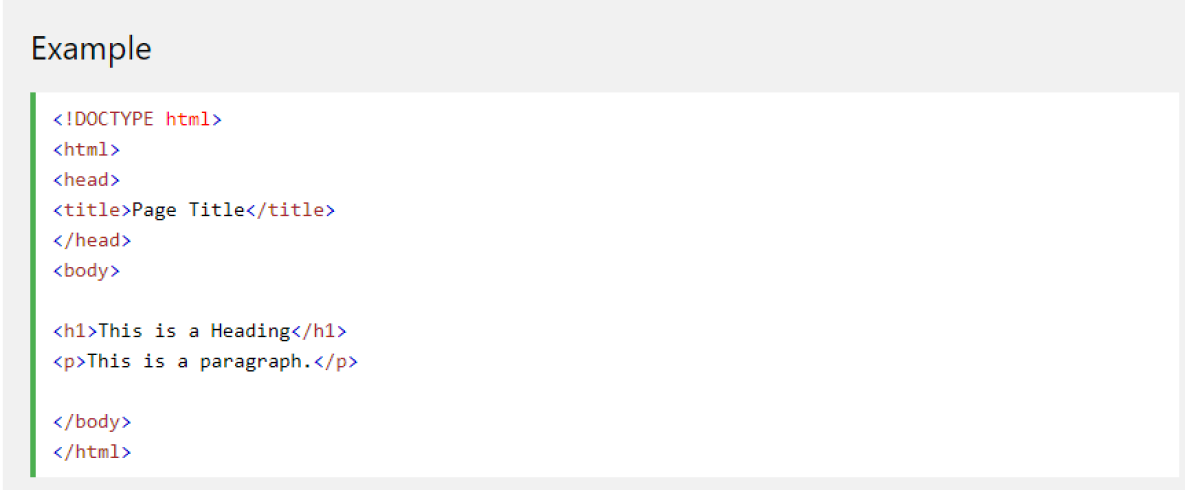 Example
<!DOCTYPE html>
<html>
<head>
<title>Page Title</title>
</head>
<body>
<h1>This is a Heading</h1>
<p>This is a paragraph.</p>
</body>
</html>